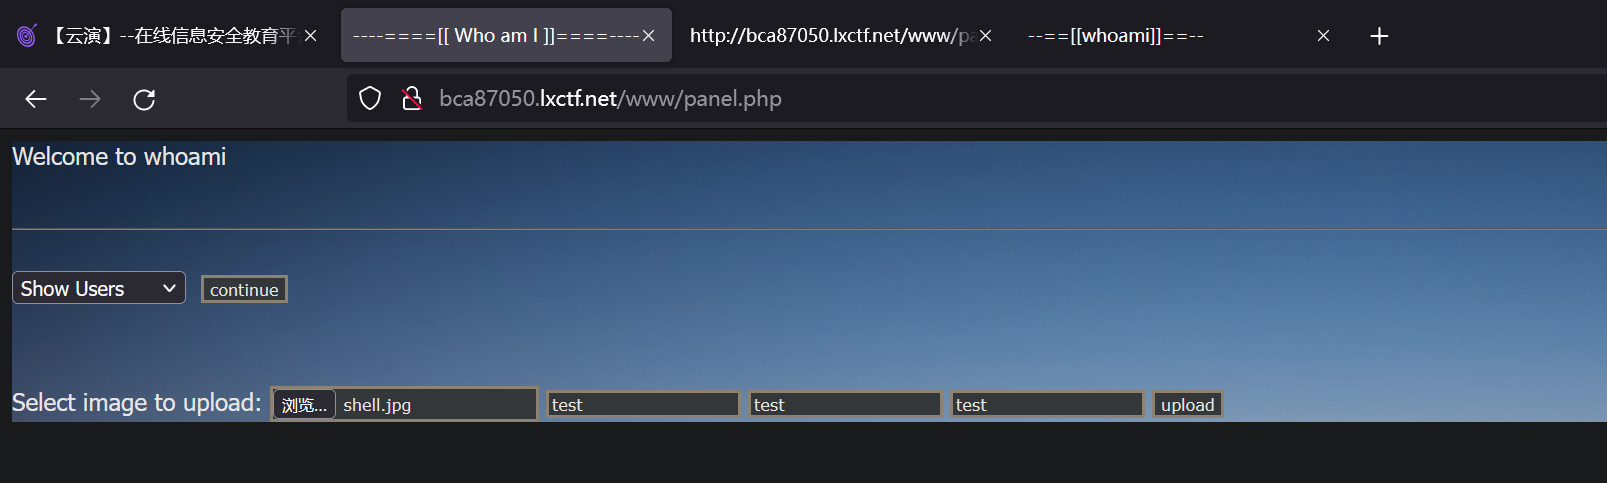 【云演】--在线信息安全教育平 ----====[[ Who am I ]]====---- http://bca87050.lxctf.net/www/pa --==[[whoami]]==--
bca87050.lxctf.net/www/panel.php
Welcome to whoami
Show Users continue
Select image to upload: 浏览... shell.jpg test test test upload